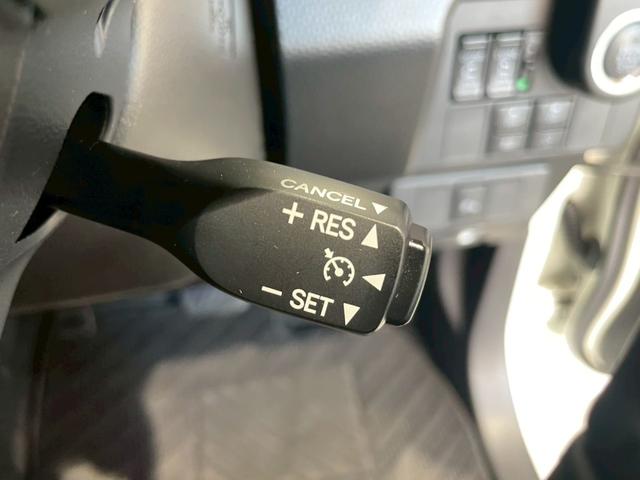 CANCEL ▼
+ RES ▲
◀
− SET ▼